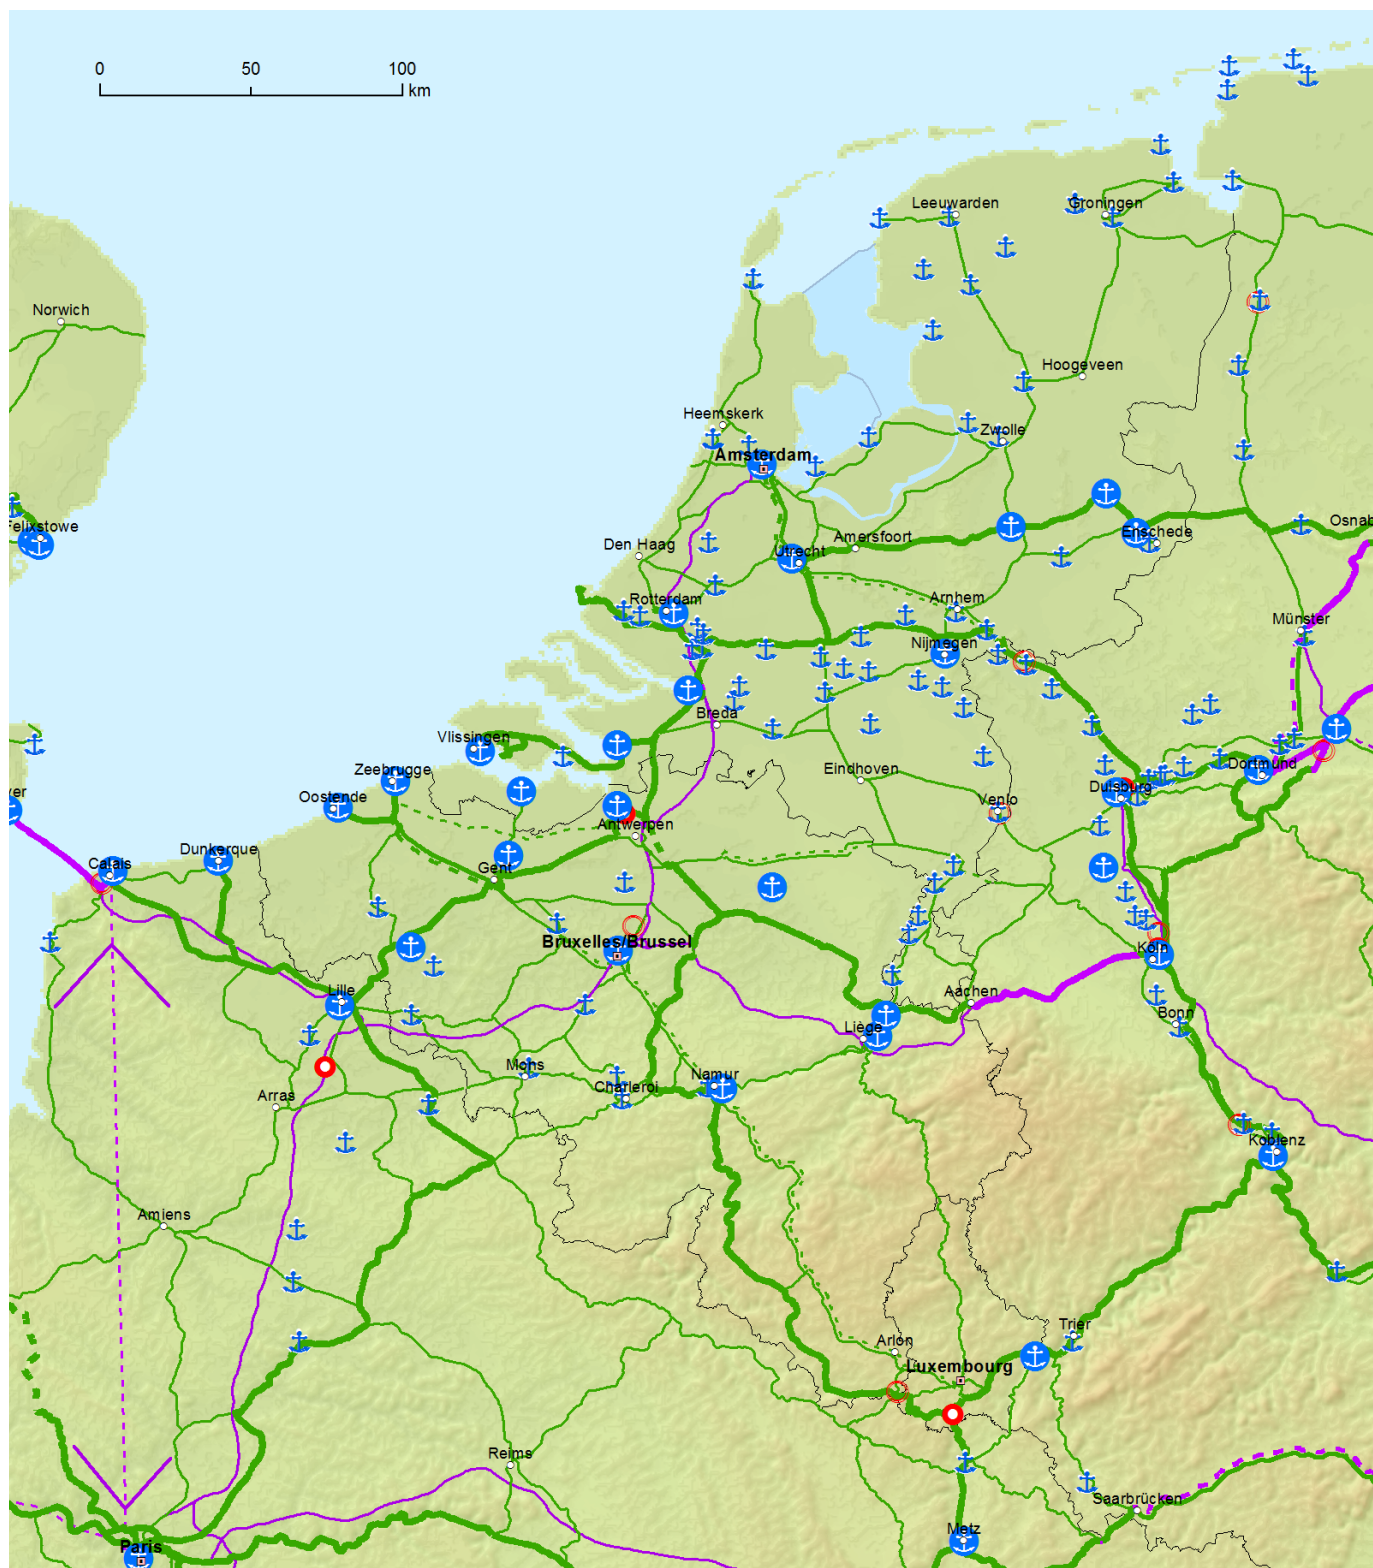 0 50 100
km
Leeuwarden
Groningen
Norwich
Hoogeveen
Heemskerk
Zwolle
Amsterdam
Felixstowe
Osnab
Enschede
Amersfoort
Den Haag
Utrecht
Arnhem
Rotterdam
Münster
Nijmegen
Breda
Vlissingen
Zeebrugge
Eindhoven
Dortmund
Duisburg
Oostende
Venlo
ver
Antwerpen
Dunkerque
Calais
Gent
Bruxelles/Brussel
Köln
Lille
Aachen
Bonn
Liège
Mons
Namur
Charleroi
Arras
Koblenz
Amiens
Trier
Arlon
Luxembourg
Reims
Saarbrücken
Metz
Paris